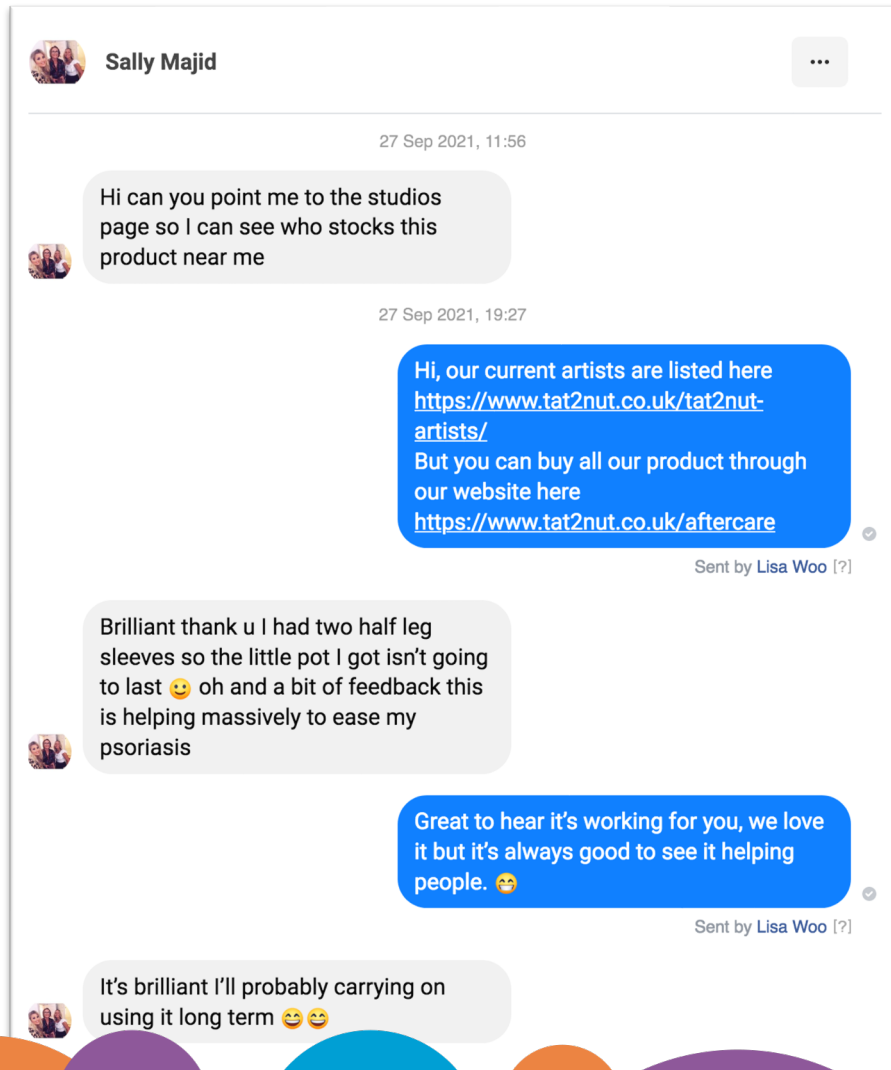 Sally Majid
27 Sep 2021, 11:56
Hi can you point me to the studios
page so I can see who stocks this
product near me
27 Sep 2021, 19:27
Hi, our current artists are listed here
https://www.tat2nut.co.uk/tat2nut-
artists/
But you can buy all our product through
our website here
https://www.tat2nut.co.uk/aftercare
Sent by Lisa Woo [?]
Brilliant thank u I had two half leg
sleeves so the little pot I got isn’t going
to last 🙂 oh and a bit of feedback this
is helping massively to ease my
psoriasis
Great to hear it’s working for you, we love
it but it’s always good to see it helping
people. 😁
Sent by Lisa Woo [?]
It’s brilliant I’ll probably carrying on
using it long term 😄😄